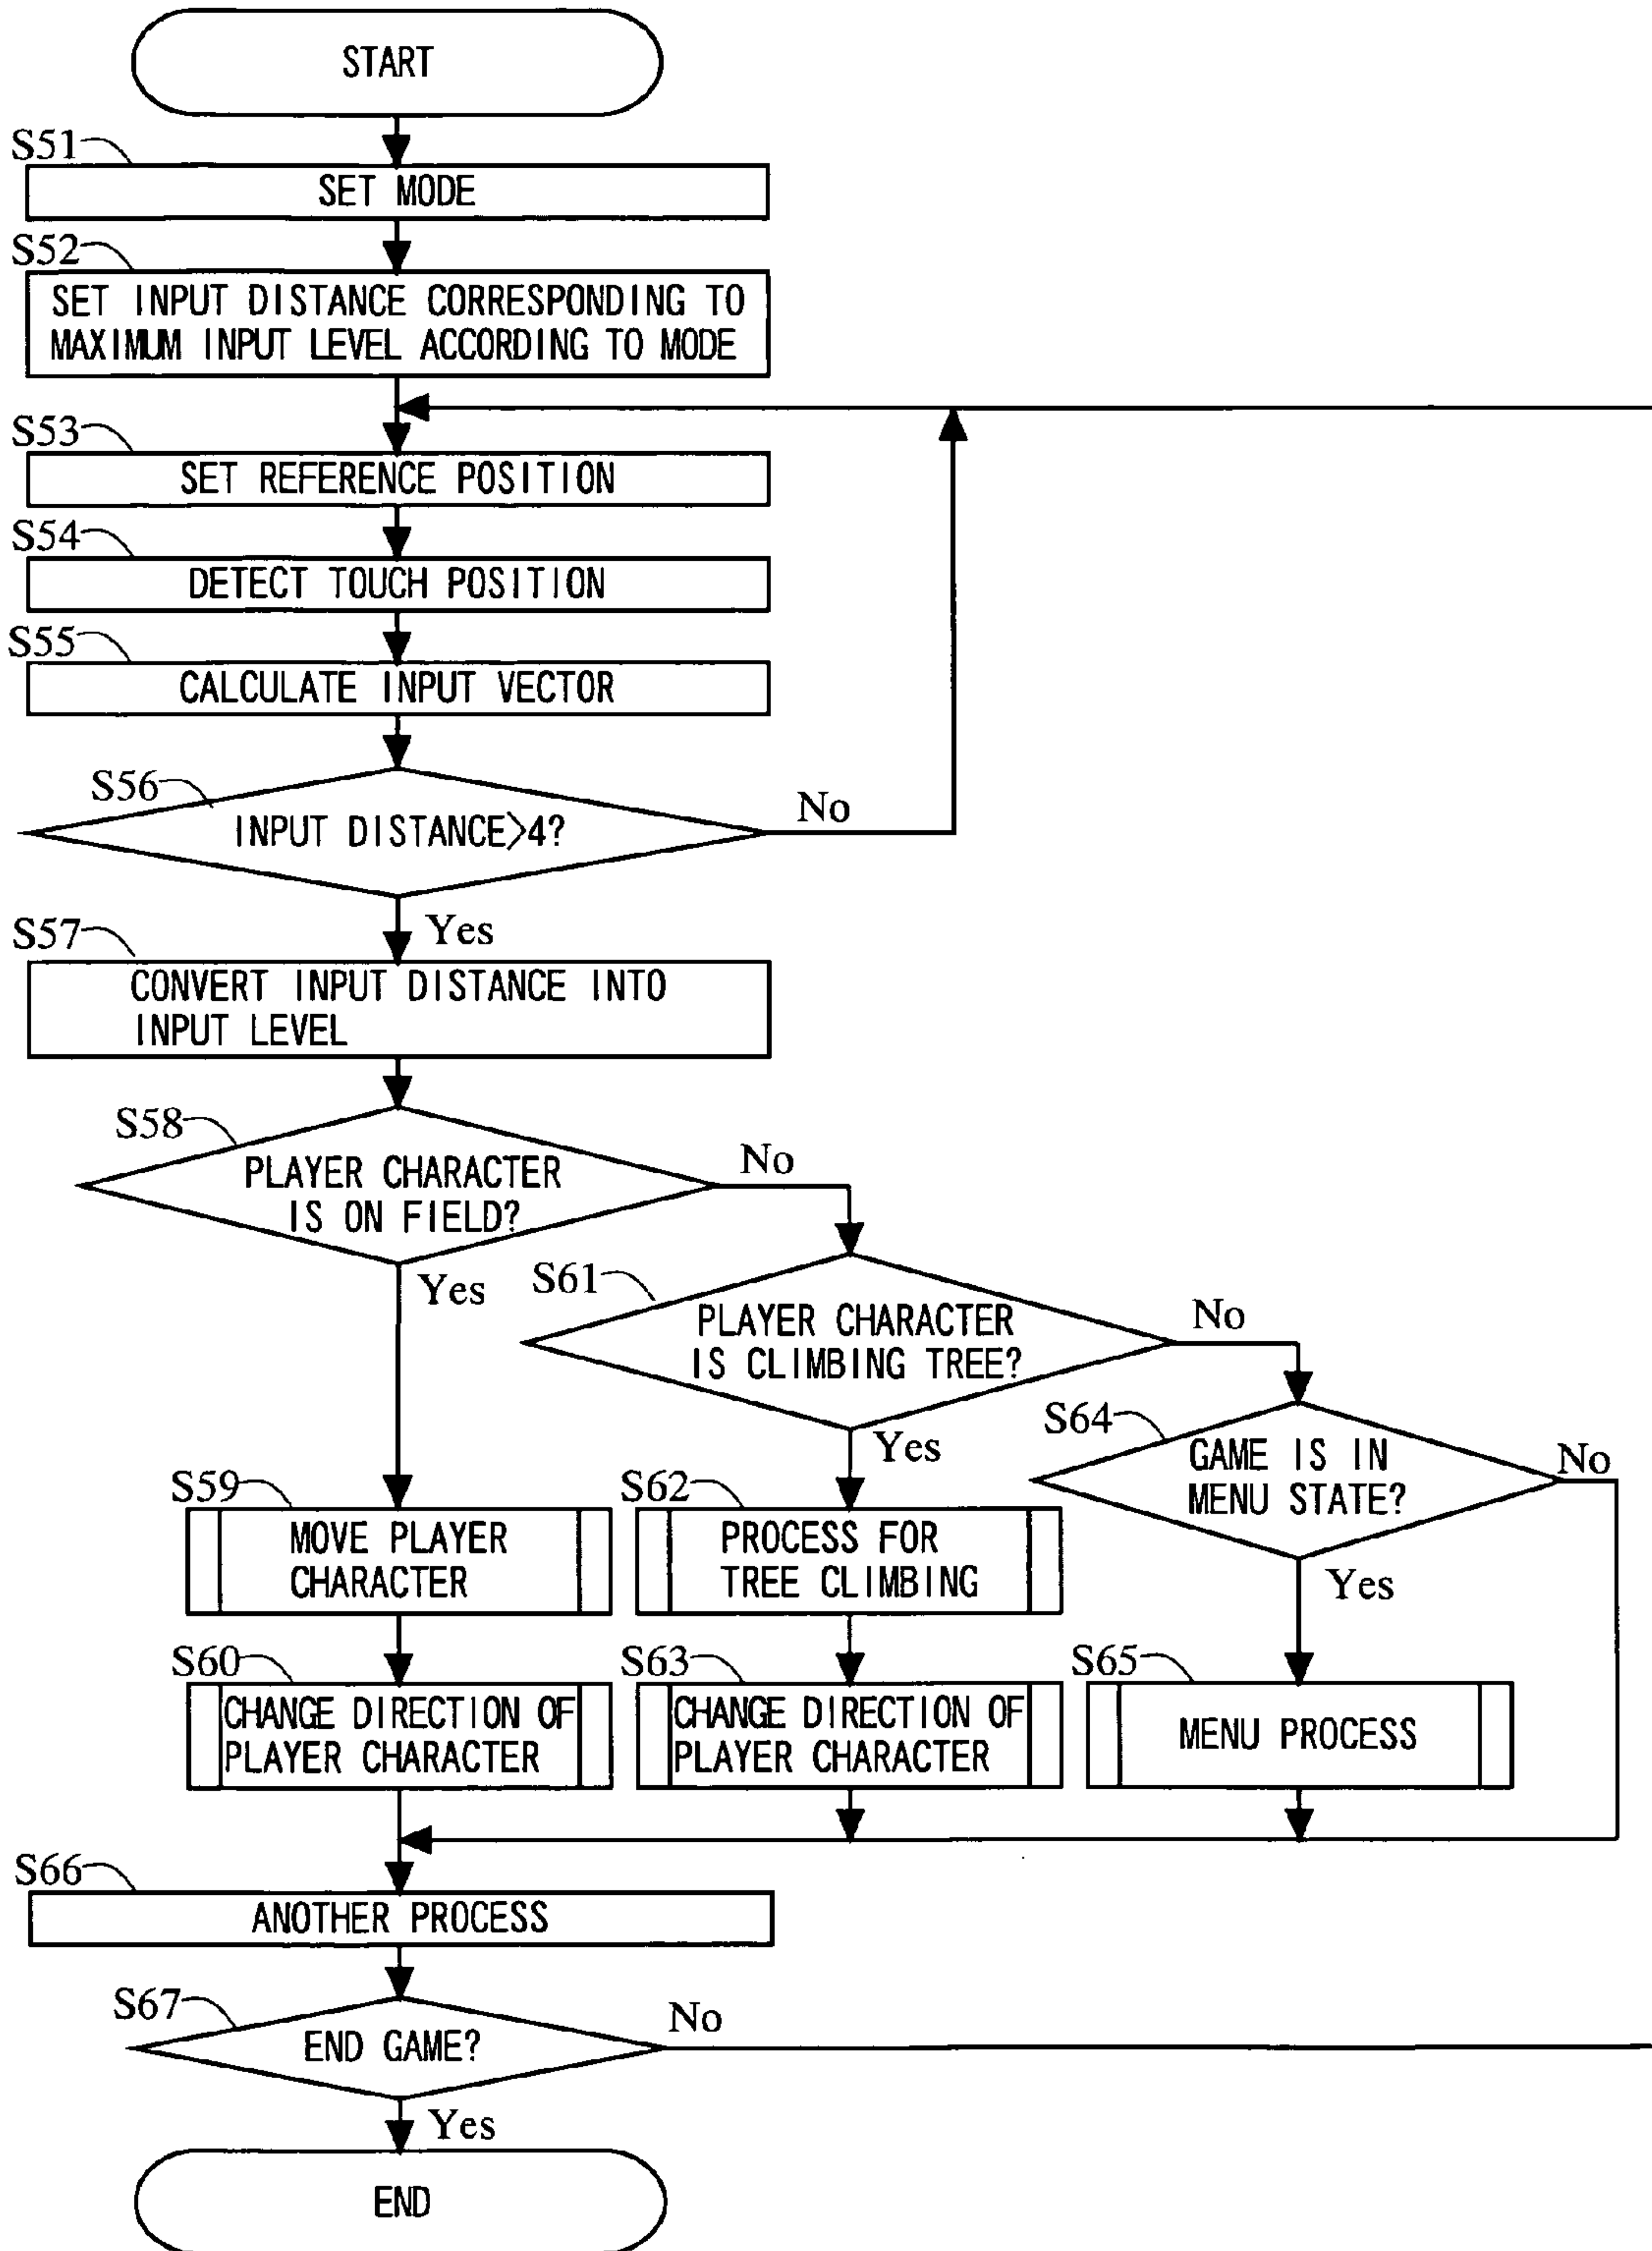 START
S51
SET MODE
S52
SET INPUT DISTANCE CORRESPONDING TO
MAXIMUM INPUT LEVEL ACCORDING TO MODE
S53
SET REFERENCE POSITION
S54
DETECT TOUCH POSITION
S55
CALCULATE INPUT VECTOR
S56
INPUT DISTANCE>4?
No
Yes
S57
CONVERT INPUT DISTANCE INTO
INPUT LEVEL
S58
PLAYER CHARACTER
IS ON FIELD?
No
Yes
S61
PLAYER CHARACTER
IS CLIMBING TREE?
No
Yes
S64
GAME IS IN
MENU STATE?
No
Yes
S59
MOVE PLAYER
CHARACTER
S62
PROCESS FOR
TREE CLIMBING
S60
CHANGE DIRECTION OF
PLAYER CHARACTER
S63
CHANGE DIRECTION OF
PLAYER CHARACTER
S65
MENU PROCESS
S66
ANOTHER PROCESS
S67
END GAME?
No
Yes
END